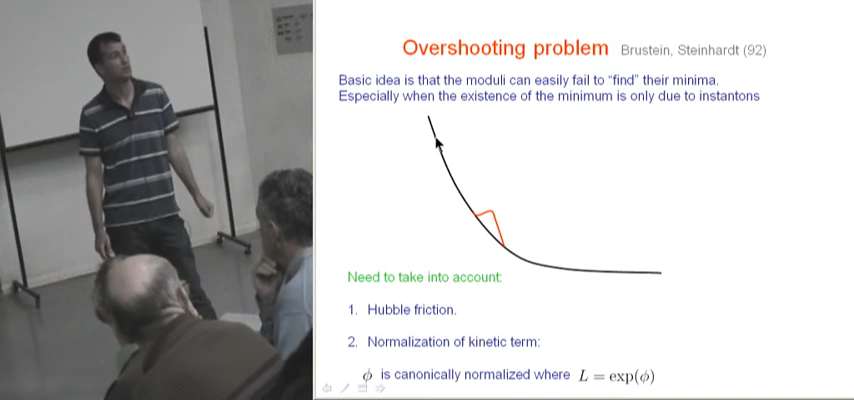 Overshooting problem Brustein, Steinhardt (92)
Basic idea is that the moduli can easily fail to "find" their minima.
Especially when the existence of the minimum is only due to instantons
Need to take into account:
1. Hubble friction.
2. Normalization of kinetic term:
ϕ is canonically normalized where L = exp(ϕ)